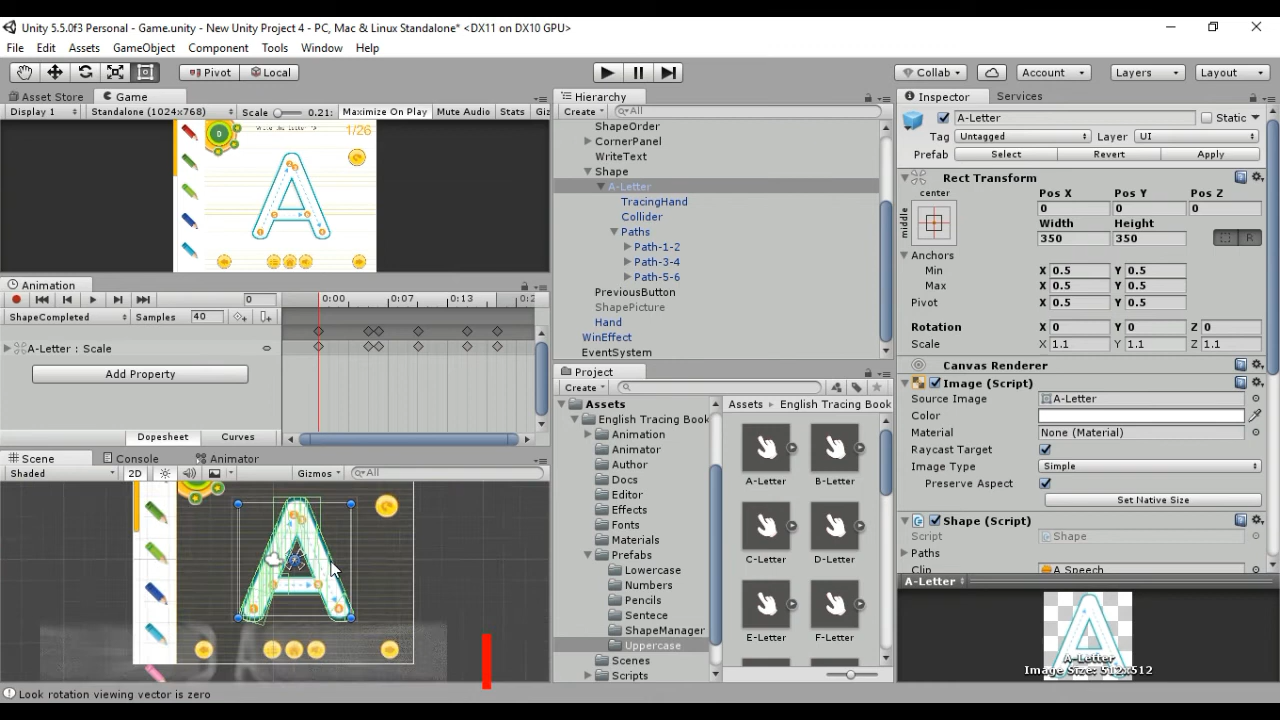 Unity 5.5.0f3 Personal - Game.unity - New Unity Project 4 - PC, Mac & Linux Standalone* <DX11 on DX10 GPU>
File Edit Assets GameObject Component Tools Window Help
Pivot Local Collab Account Layers Layout
Asset Store Game
Display 1 Standalone (1024x768) Scale 0.21: Maximize On Play Mute Audio Stats Giz
1/26
Animation
0 0:00 0:07 0:13
ShapeCompleted Samples 40
A-Letter : Scale
Add Property
Dopesheet Curves
Scene Console Animator
Shaded 2D Gizmos All
Look rotation viewing vector is zero
Hierarchy
Create All
ShapeOrder
CornerPanel
WriteText
Shape
A-Letter
TracingHand
Collider
Paths
Path-1-2
Path-3-4
Path-5-6
PreviousButton
ShapePicture
Hand
WinEffect
EventSystem
Project
Create
Assets
English Tracing Book
Animation
Animator
Author
Docs
Editor
Effects
Fonts
Materials
Prefabs
Lowercase
Numbers
Pencils
Sentece
ShapeManager
Uppercase
Scenes
Scripts
Assets English Tracing Book
A-Letter B-Letter
C-Letter D-Letter
E-Letter F-Letter
Inspector Services
A-Letter Static
Tag Untagged Layer UI
Prefab Select Revert Apply
Rect Transform
center
middle
Pos X Pos Y Pos Z
0 0 0
Width Height
350 350 R
Anchors
Min X 0.5 Y 0.5
Max X 0.5 Y 0.5
Pivot X 0.5 Y 0.5
Rotation X 0 Y 0 Z 0
Scale X 1.1 Y 1.1 Z 1.1
Canvas Renderer
Image (Script)
Source Image A-Letter
Color
Material None (Material)
Raycast Target
Image Type Simple
Preserve Aspect
Set Native Size
Shape (Script)
Script Shape
Paths
Clip A Speech
A-Letter
A-Letter
Image Size: 512x512